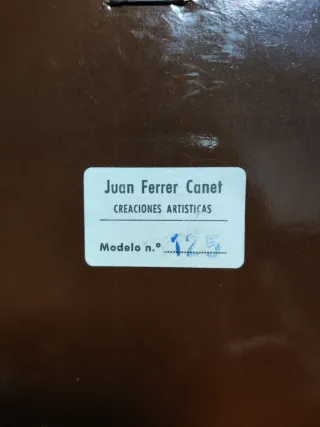 Juan Ferrer Canet
CREACIONES ARTISTICAS
Modelo n.º 125